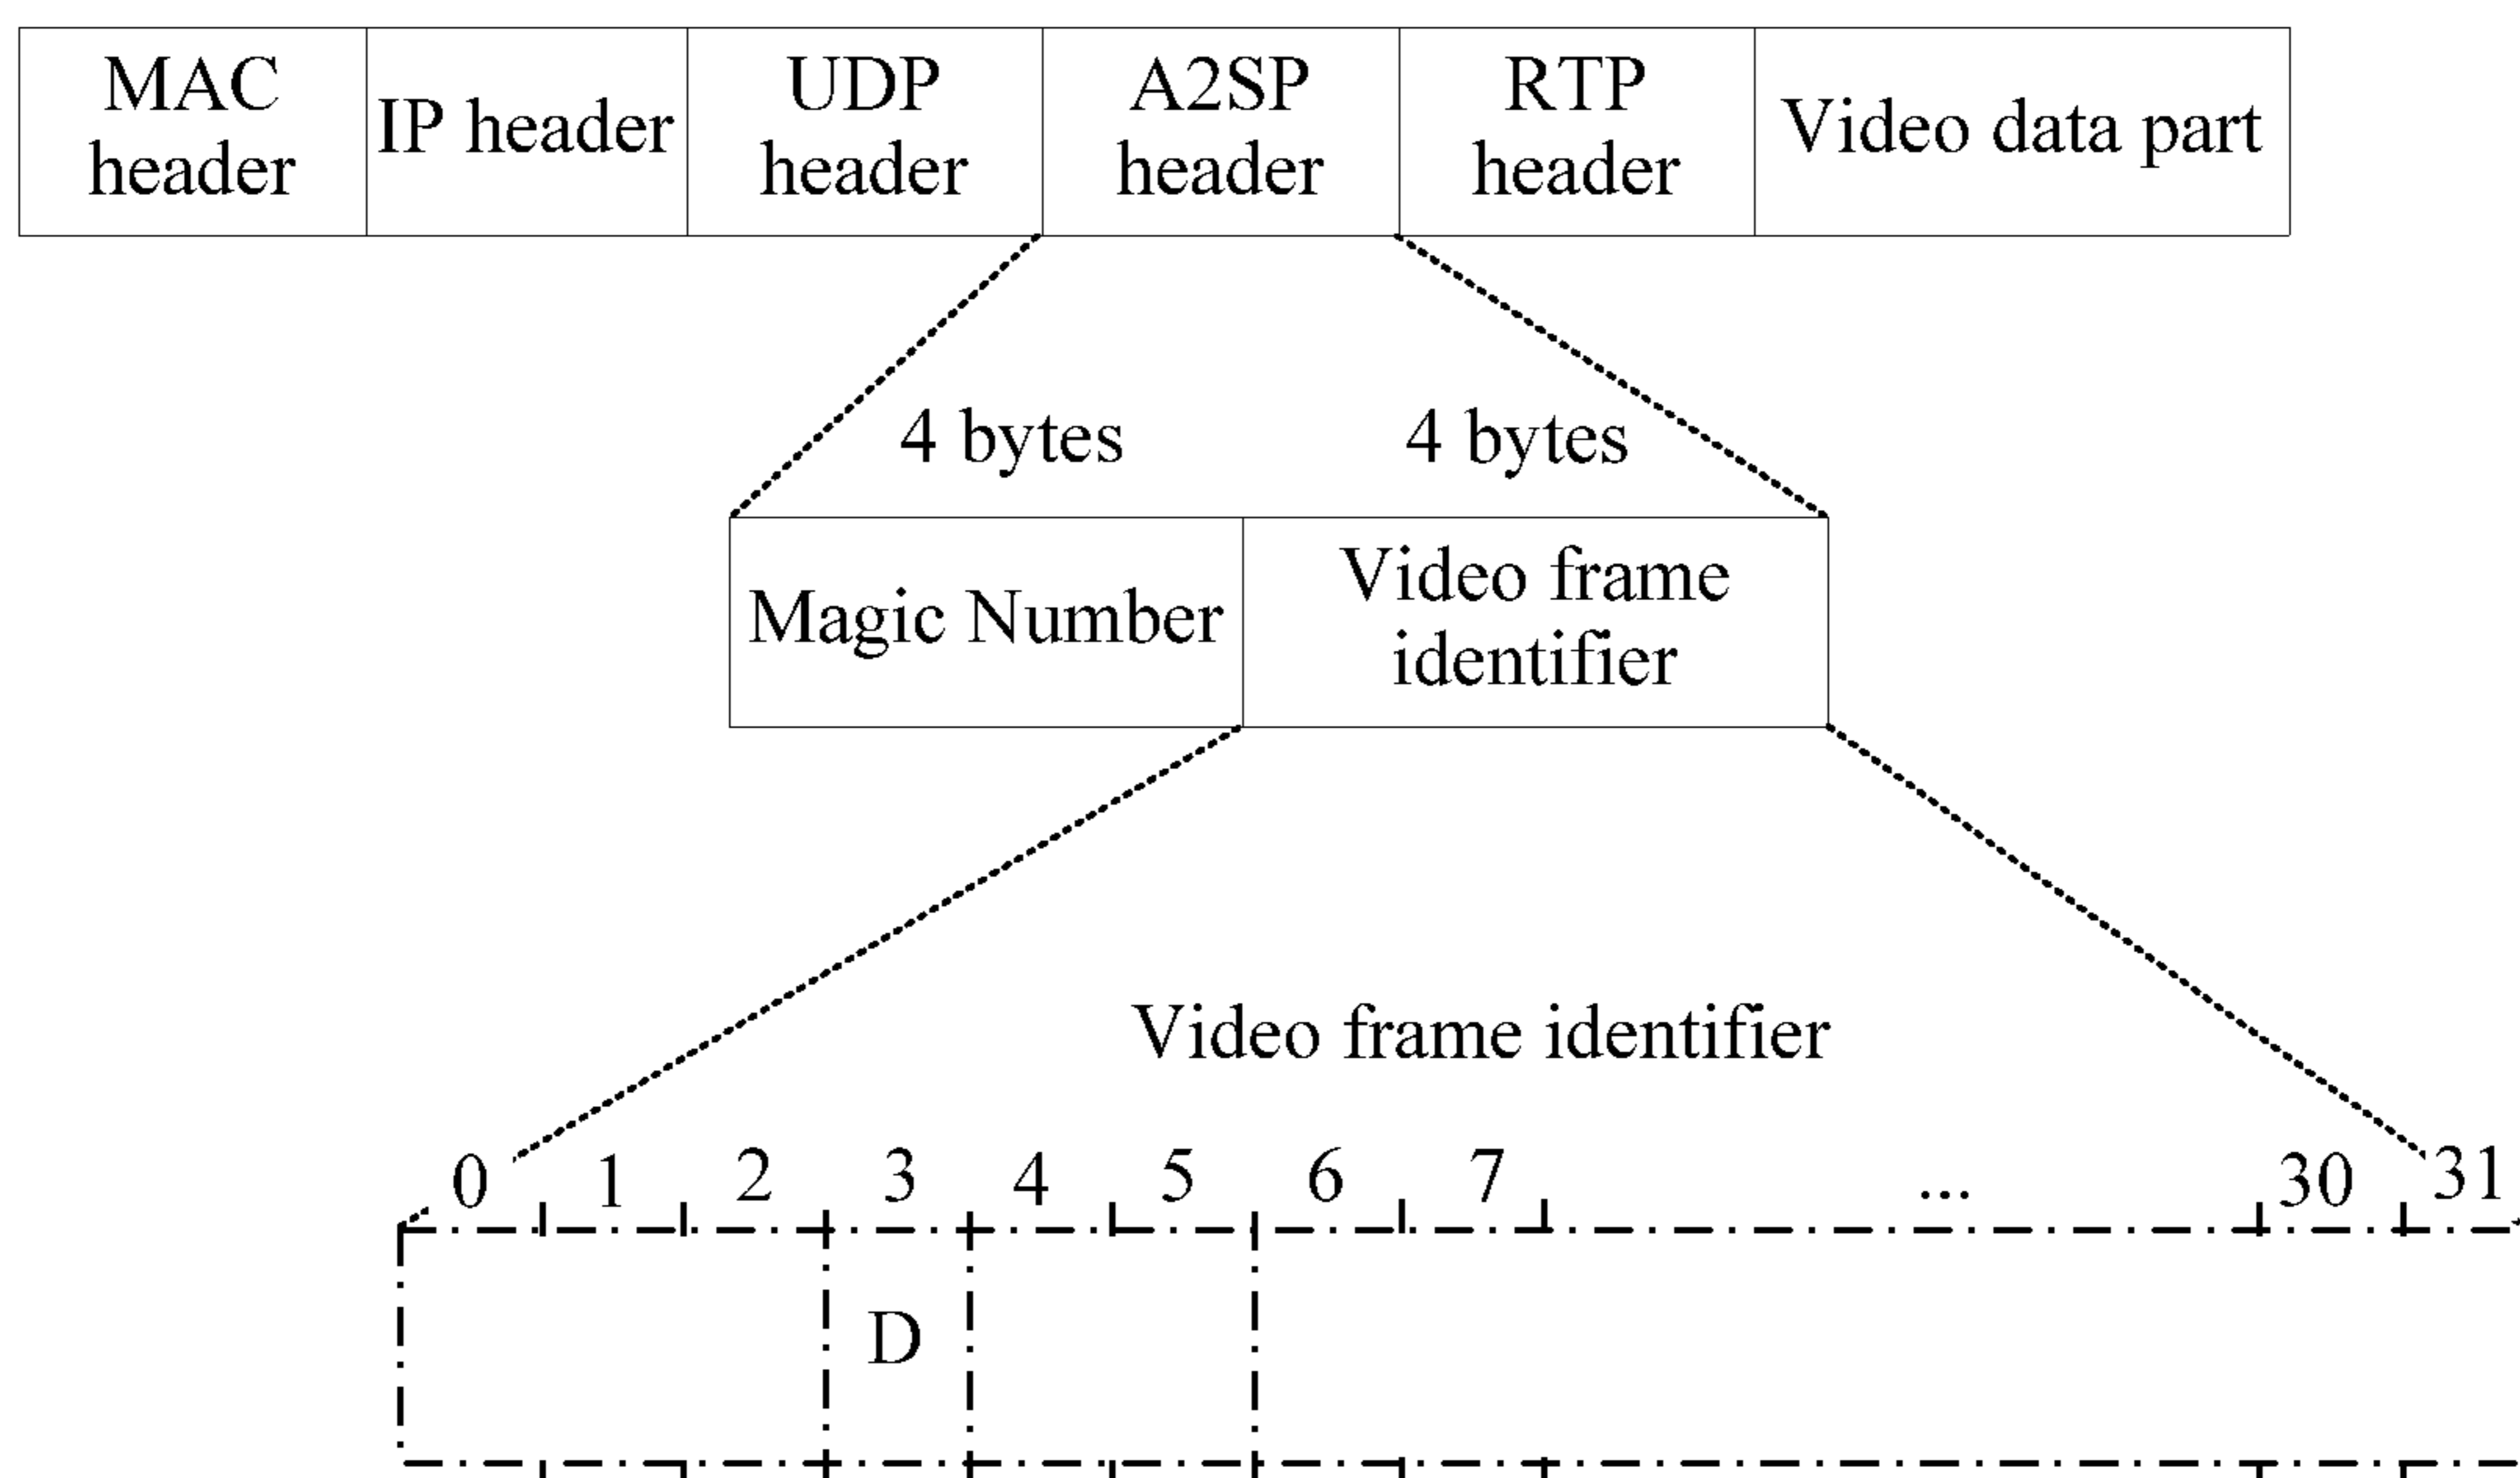 MAC header
IP header
UDP header
A2SP header
RTP header
Video data part
4 bytes 4 bytes
Magic Number
Video frame identifier
Video frame identifier
0 1 2 3 4 5 6 7 ... 30 31
D